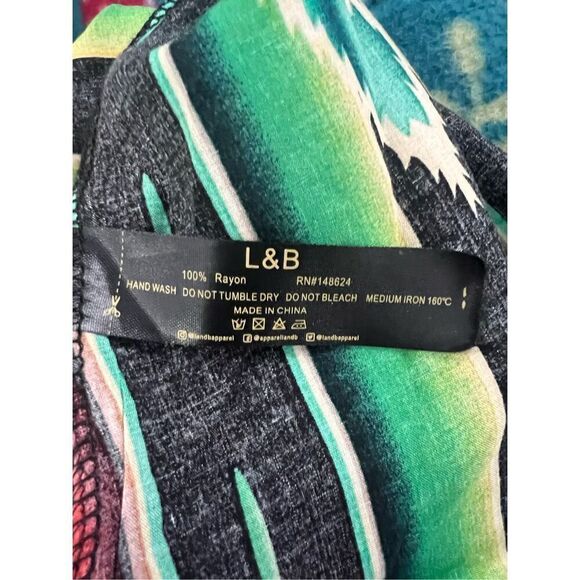 L&B
100% Rayon RN#148624
HAND WASH DO NOT TUMBLE DRY DO NOT BLEACH MEDIUM IRON 160℃
MADE IN CHINA
@landbapparel @apparellandb @landbapparel